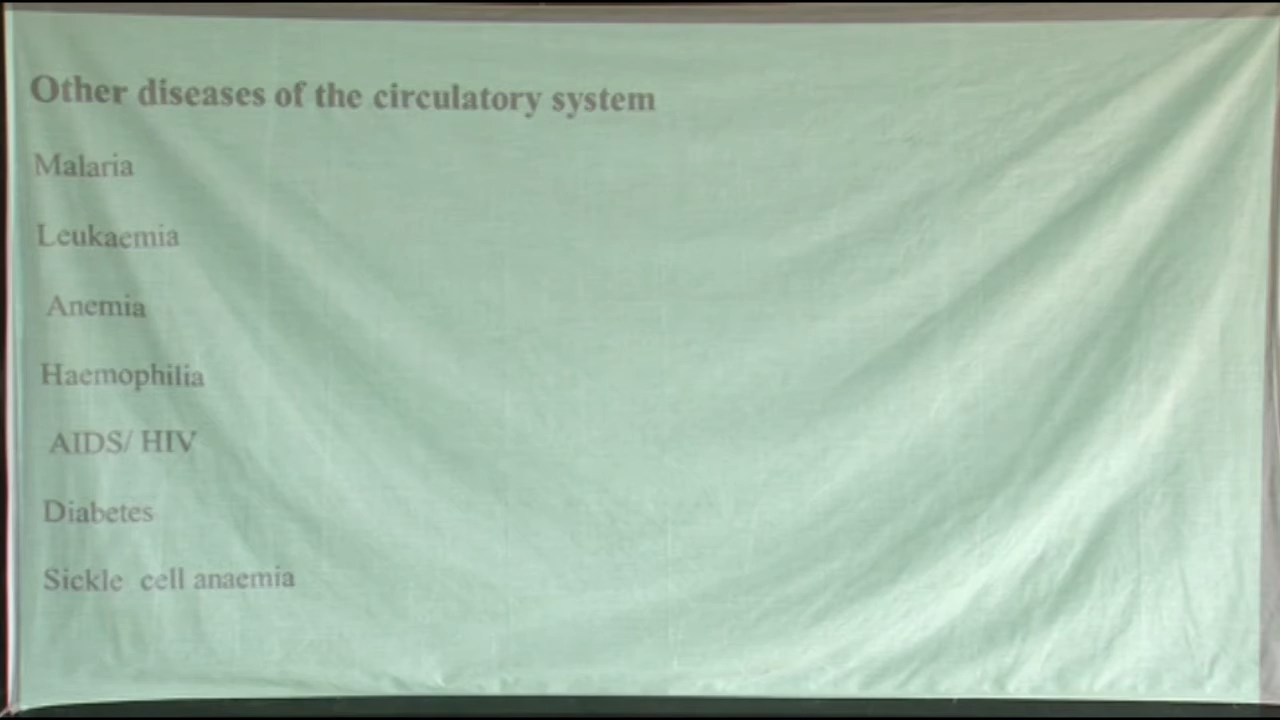 Other diseases of the circulatory system
Malaria
Leukaemia
Anemia
Haemophilia
AIDS/ HIV
Diabetes
Sickle cell anaemia